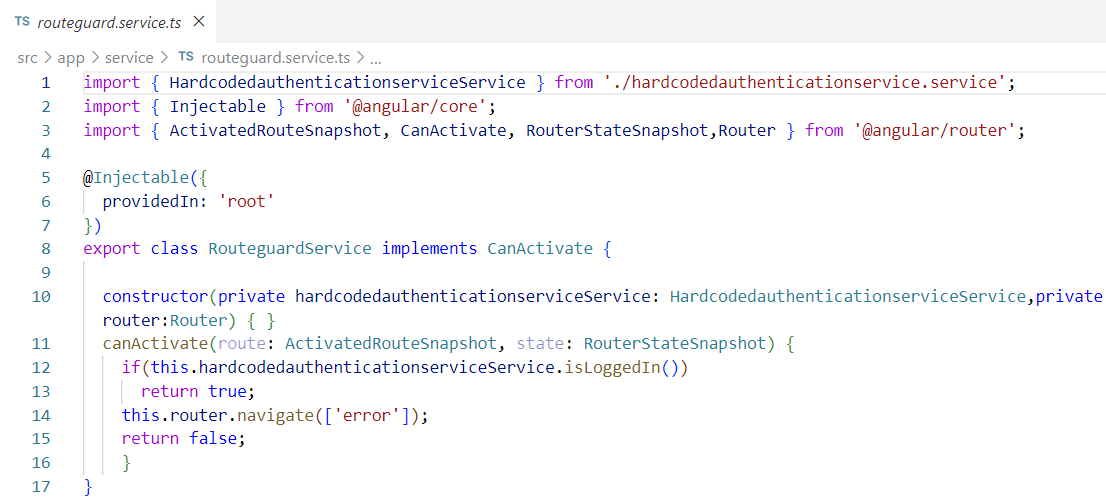 TS routeguard.service.ts ×
src > app > service > TS routeguard.service.ts > ...
1 import { HardcodedauthenticationserviceService } from './hardcodedauthenticationservice.service';
2 import { Injectable } from '@angular/core';
3 import { ActivatedRouteSnapshot, CanActivate, RouterStateSnapshot,Router } from '@angular/router';
4
5 @Injectable({
6 providedIn: 'root'
7 })
8 export class RouteguardService implements CanActivate {
9
10 constructor(private hardcodedauthenticationserviceService: HardcodedauthenticationserviceService,private
router:Router) { }
11 canActivate(route: ActivatedRouteSnapshot, state: RouterStateSnapshot) {
12 if(this.hardcodedauthenticationserviceService.isLoggedIn())
13 return true;
14 this.router.navigate(['error']);
15 return false;
16 }
17 }